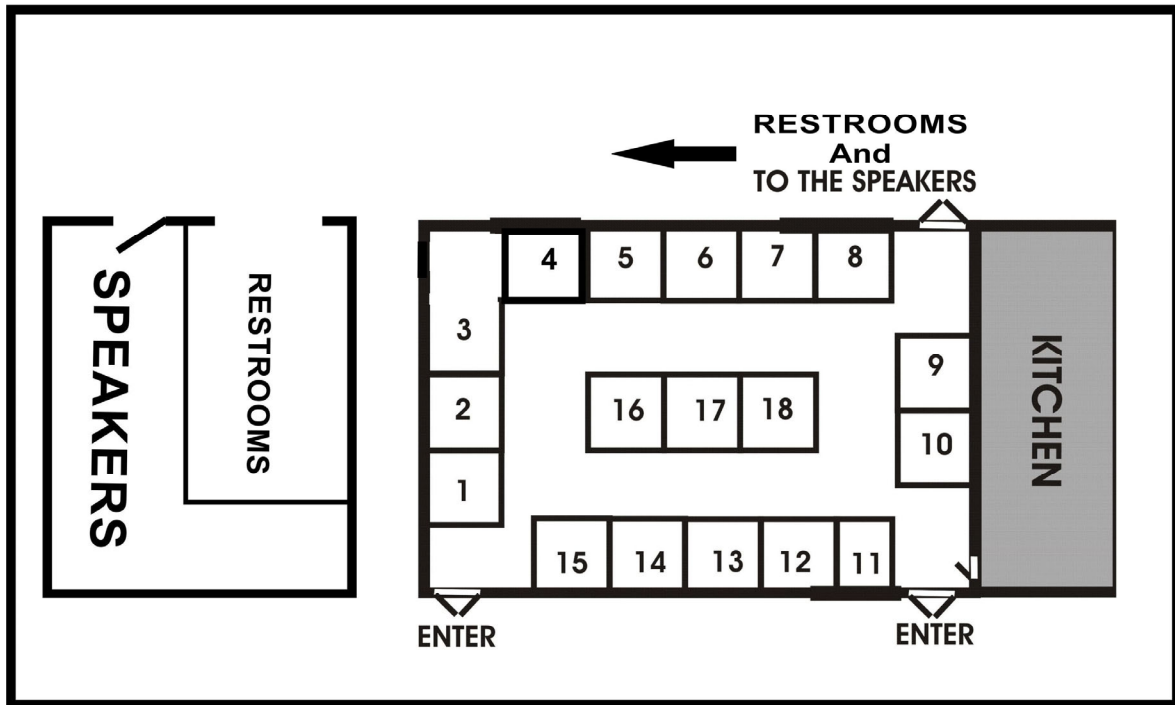 RESTROOMS
And
TO THE SPEAKERS
SPEAKERS
RESTROOMS
4
5
6
7
8
3
9
KITCHEN
2
16
17
18
10
1
15
14
13
12
11
ENTER
ENTER